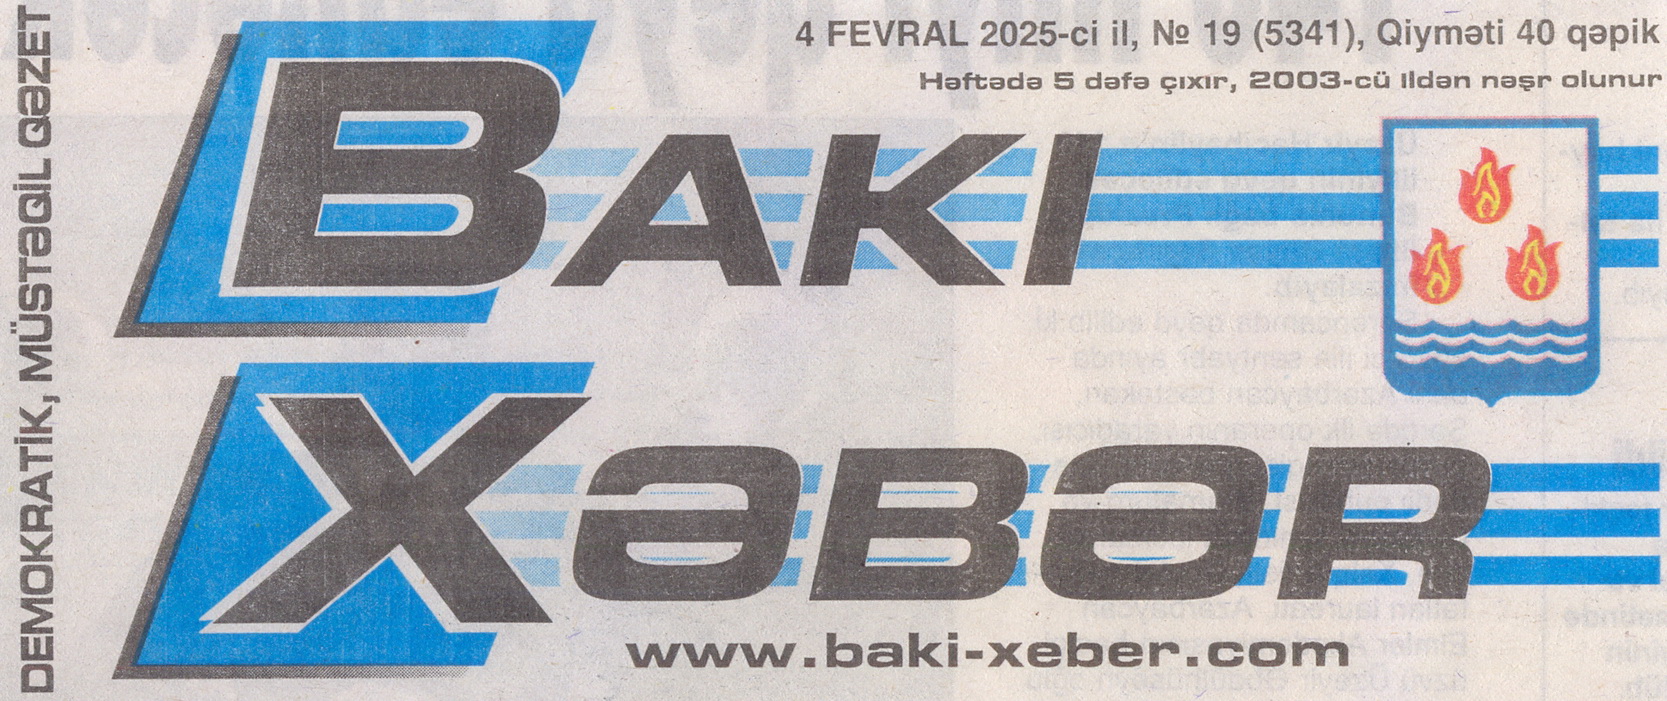 DEMOKRATİK, MÜSTƏQİL QƏZET
4 FEVRAL 2025-ci il, № 19 (5341), Qiyməti 40 qəpik
Həftədə 5 dəfə çıxır, 2003-cü ildən nəşr olunur
BAKI
XƏBƏR
www.baki-xeber.com